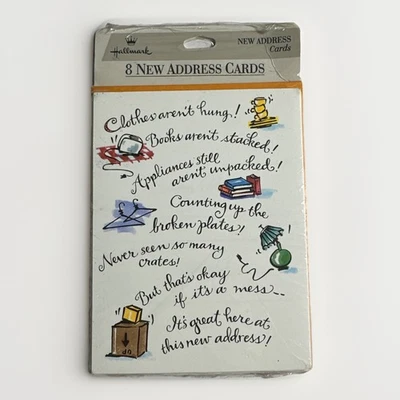 Hallmark
NEW ADDRESS
Cards
8 NEW ADDRESS CARDS
Clothes aren't hung!
Books aren't stacked!
Appliances still
aren't unpacked!
Counting up the
broken plates!
Never seen so many
crates!
But that's okay
if it's a mess--
It's great here at
this new address!